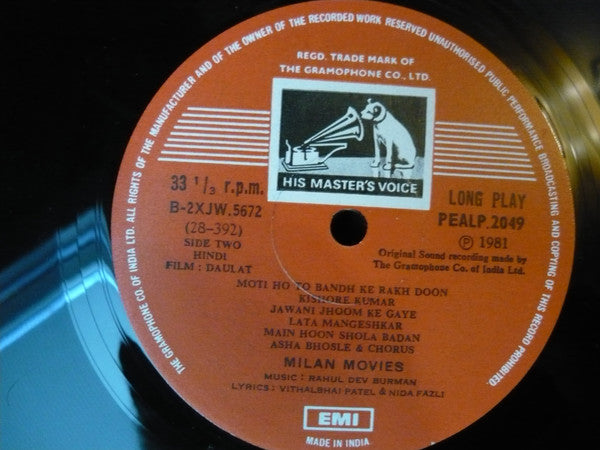 ALL RIGHTS OF THE MANUFACTURER AND OF THE OWNER OF THE RECORDED WORK RESERVED UNAUTHORISED PUBLIC PERFORMANCE BROADCASTING AND COPYING OF THIS RECORD PROHIBITED.
THE GRAMOPHONE CO. OF INDIA LTD.
REGD. TRADE MARK OF
THE GRAMOPHONE CO., LTD.
HIS MASTER'S VOICE
33 1/3 r.p.m.
B-2XJW.5672
(28-392)
SIDE TWO
HINDI
FILM : DAULAT
LONG PLAY
PEALP.2049
Ⓟ 1981
Original Sound recording made by
The Gramophone Co. of India Ltd.
MOTI HO TO BANDH KE RAKH DOON
KISHORE KUMAR
JAWANI JHOOM KE GAYE
LATA MANGESHKAR
MAIN HOON SHOLA BADAN
ASHA BHOSLE & CHORUS
MILAN MOVIES
MUSIC : RAHUL DEV BURMAN
LYRICS : VITHALBHAI PATEL & NIDA FAZLI
EMI
MADE IN INDIA